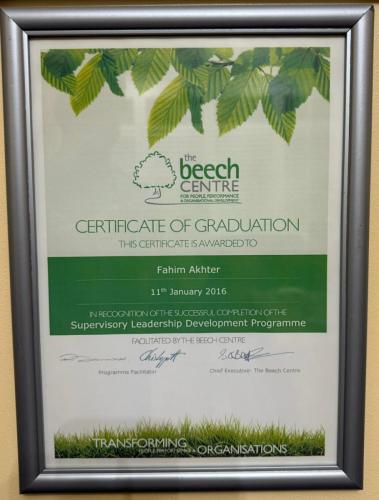 the
beech
CENTRE
FOR PEOPLE, PERFORMANCE
& ORGANISATIONAL DEVELOPMENT
CERTIFICATE OF GRADUATION
THIS CERTIFICATE IS AWARDED TO
Fahim Akhter
11th January 2016
IN RECOGNITION OF THE SUCCESSFUL COMPLETION OF THE
Supervisory Leadership Development Programme
FACILITATED BY THE BEECH CENTRE
Programme Facilitator
Chief Executive- The Beech Centre
TRANSFORMING
PEOPLE PERFORMANCE &
ORGANISATIONS